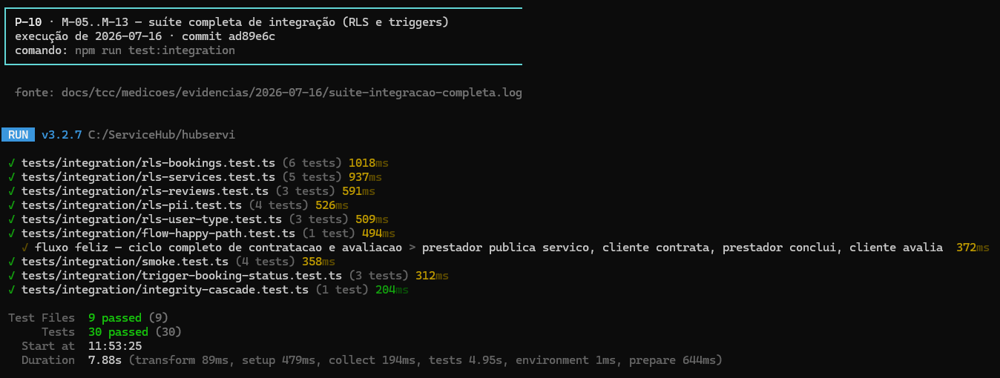 P-10 · M-05..M-13 — suíte completa de integração (RLS e triggers)
execução de 2026-07-16 · commit ad89e6c
comando: npm run test:integration
fonte: docs/tcc/medicoes/evidencias/2026-07-16/suite-integracao-completa.log
RUN v3.2.7 C:/ServiceHub/hubservi
✓ tests/integration/rls-bookings.test.ts (6 tests) 1018ms
✓ tests/integration/rls-services.test.ts (5 tests) 937ms
✓ tests/integration/rls-reviews.test.ts (3 tests) 591ms
✓ tests/integration/rls-pii.test.ts (4 tests) 526ms
✓ tests/integration/rls-user-type.test.ts (3 tests) 509ms
✓ tests/integration/flow-happy-path.test.ts (1 test) 494ms
✓ fluxo feliz — ciclo completo de contratacao e avaliacao > prestador publica servico, cliente contrata, prestador conclui, cliente avalia 372ms
✓ tests/integration/smoke.test.ts (4 tests) 358ms
✓ tests/integration/trigger-booking-status.test.ts (3 tests) 312ms
✓ tests/integration/integrity-cascade.test.ts (1 test) 204ms
Test Files 9 passed (9)
Tests 30 passed (30)
Start at 11:53:25
Duration 7.88s (transform 89ms, setup 479ms, collect 194ms, tests 4.95s, environment 1ms, prepare 644ms)